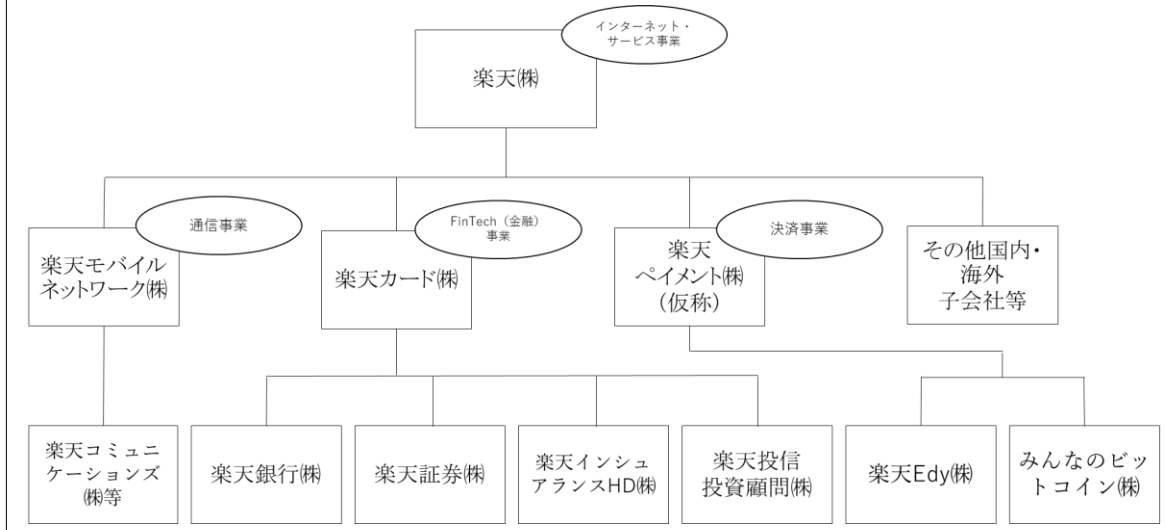 インターネット・
サービス事業
楽天㈱
通信事業
FinTech（金融）
事業
決済事業
楽天モバイル
ネットワーク㈱
楽天カード㈱
楽天
ペイメント㈱
（仮称）
その他国内・
海外
子会社等
楽天コミュニ
ケーションズ
㈱等
楽天銀行㈱
楽天証券㈱
楽天インシュ
アランスHD㈱
楽天投信
投資顧問㈱
楽天Edy㈱
みんなのビッ
トコイン㈱